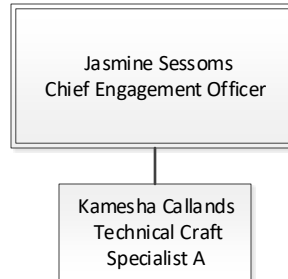 Jasmine Sessoms
Chief Engagement Officer
Kamesha Callands
Technical Craft
Specialist A